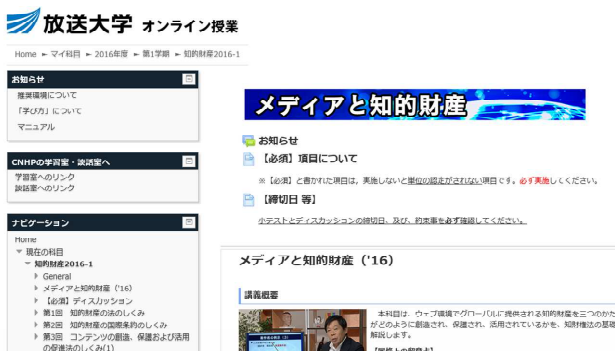 放送大学 オンライン授業
Home ► マイ科目 ► 2016年度 ► 第1学期 ► 知的財産2016-1
お知らせ
推奨環境について
「学び方」について
マニュアル
CNHPの学習室・談話室へ
学習室へのリンク
談話室へのリンク
ナビゲーション
Home
現在の科目
知的財産2016-1
General
メディアと知的財産（'16）
【必須】ディスカッション
第1回 知的財産の法のしくみ
第2回 知的財産の国際条約のしくみ
第3回 コンテンツの創造、保護および活用
の促進法のしくみ(1)
メディアと知的財産
お知らせ
【必須】項目について
※【必須】と書かれた項目は，実施しないと単位の認定がされない項目です。必ず実施してください。
【締切日 等】
小テストとディスカッションの締切日、及び、約束事を必ず確認してください。
メディアと知的財産（'16）
講義概要
本科目は、ウェブ環境でグローバルに提供される知的財産を三つのかた
がどのように創造され、保護され、活用されているかを、知財権法の基礎
解説します。